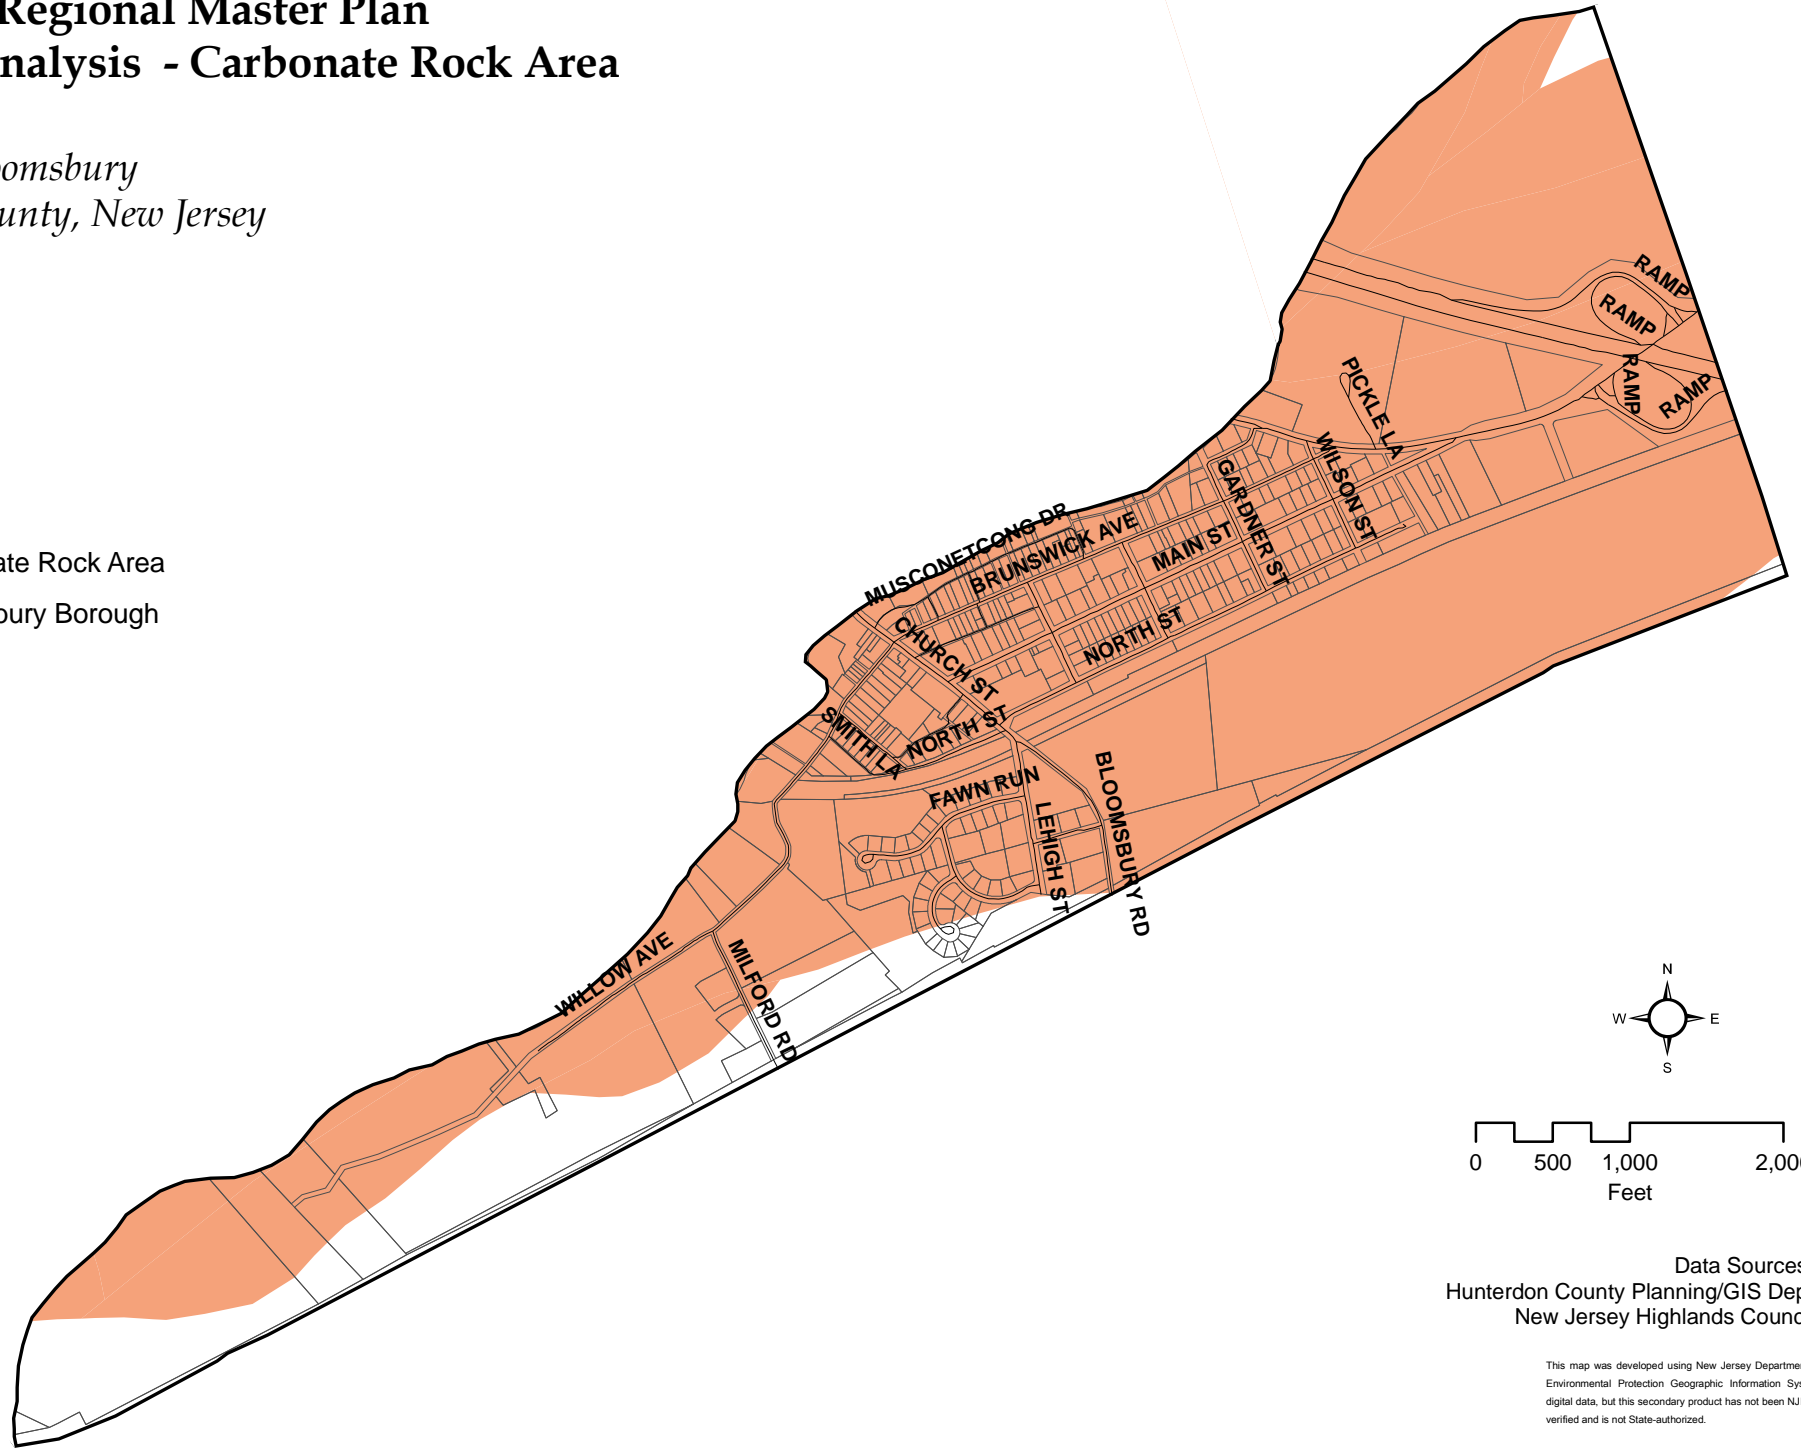 Regional Master Plan
nalysis - Carbonate Rock Area
oomsbury
unty, New Jersey
ate Rock Area
bury Borough
RAMP
RAMP
RAMP
RAMP
PICKLE LA
WILSON ST
GARDNER ST
MUSCONETCONG DR
BRUNSWICK AVE
MAIN ST
NORTH ST
CHURCH ST
SMITH LA
NORTH ST
FAWN RUN
LEHIGH ST
BLOOMSBURY RD
WILLOW AVE
MILFORD RD
N
W E
S
0 500 1,000 2,000
Feet
Data Sources
Hunterdon County Planning/GIS Dep
New Jersey Highlands Counc
This map was developed using New Jersey Departmen
Environmental Protection Geographic Information Sys
digital data, but this secondary product has not been NJ
verified and is not State-authorized.